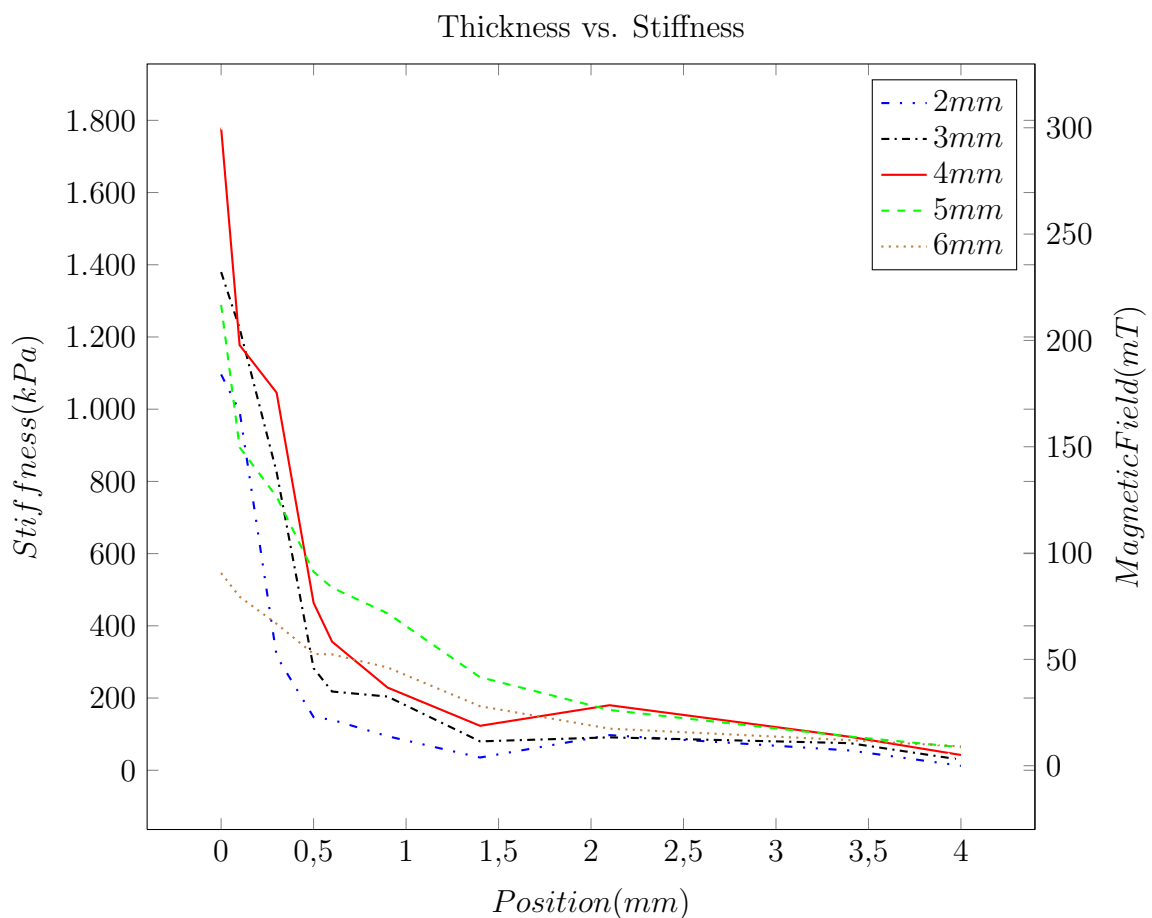 Thickness vs. Stiffness
2mm
3mm
4mm
5mm
6mm
1.800
1.600
1.400
1.200
1.000
800
600
400
200
0
Stiffness(kPa)
300
250
200
150
100
50
0
MagneticField(mT)
0 0,5 1 1,5 2 2,5 3 3,5 4
Position(mm)